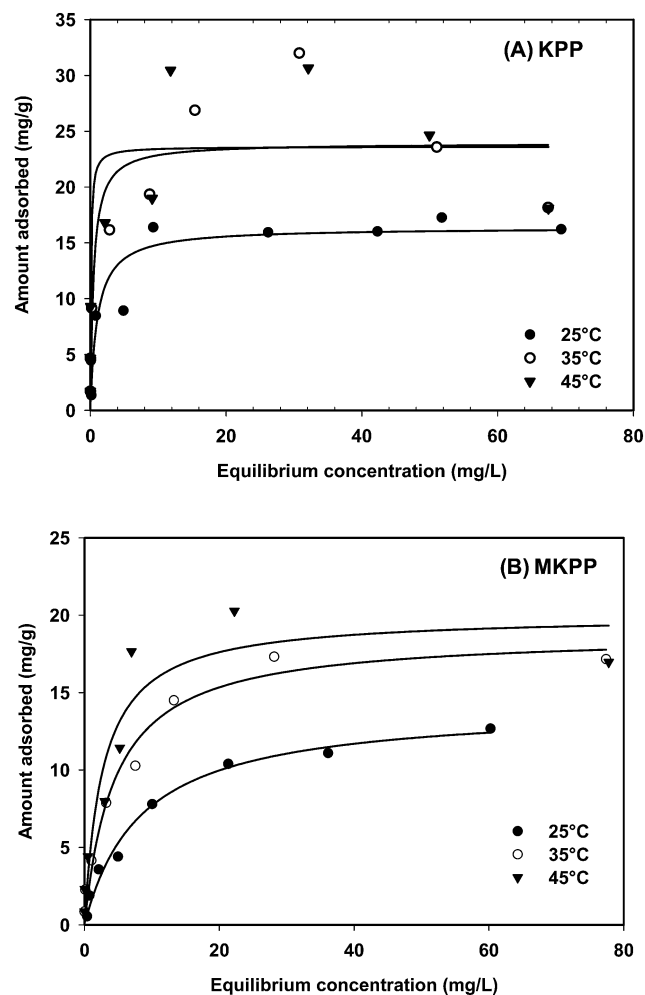 35
30
25
20
15
10
5
0
Amount adsorbed (mg/g)
(A) KPP
25°C
35°C
45°C
0 20 40 60 80
Equilibrium concentration (mg/L)
25
20
15
10
5
0
Amount adsorbed (mg/g)
(B) MKPP
25°C
35°C
45°C
0 20 40 60 80
Equilibrium concentration (mg/L)